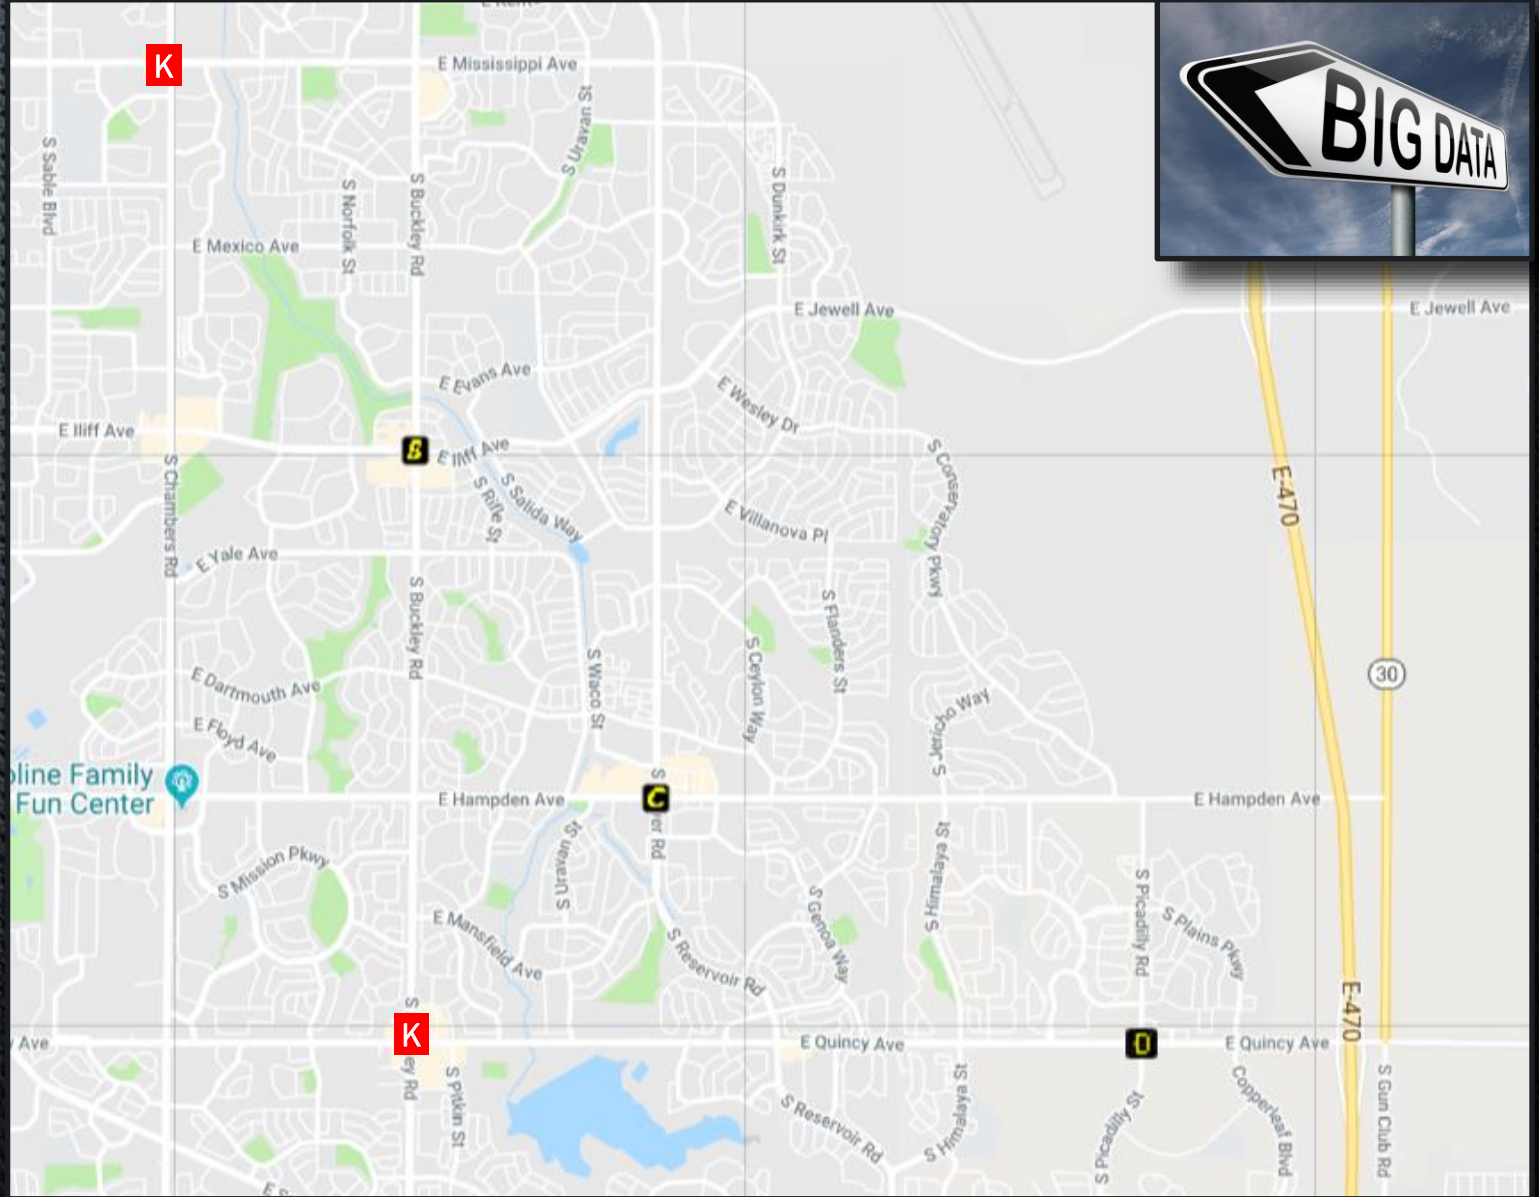 K
E Mississippi Ave
BIG DATA
S Uravan St
S Sable Blvd
S Norfolk St
S Buckley Rd
S Dunkirk St
E Mexico Ave
E Jewell Ave
E Jewell Ave
E Evans Ave
E Wesley Dr
E Iliff Ave
B
E Iliff Ave
S Conservatory Pkwy
S Chambers Rd
S Rifle St
S Salida Way
E-470
E Villanova Pl
E Yale Ave
S Buckley Rd
S Flanders St
S Waco St
S Ceylon Way
30
E Dartmouth Ave
S Jericho Way
E Floyd Ave
oline Family
Fun Center
E Hampden Ave
S
C
or Rd
E Hampden Ave
S Uravan St
S Himalaya St
S Mission Pkwy
S Picadilly Rd
S Genoa Way
S Plains Pkwy
E Mansfield Ave
S Reservoir Rd
E-470
S
K
ey Rd
Ave
E Quincy Ave
E Quincy Ave
S Pitkin St
S Himalaya St
Copperleaf Blvd
S Gun Club Rd
S Reservoir Rd
S Picadilly St